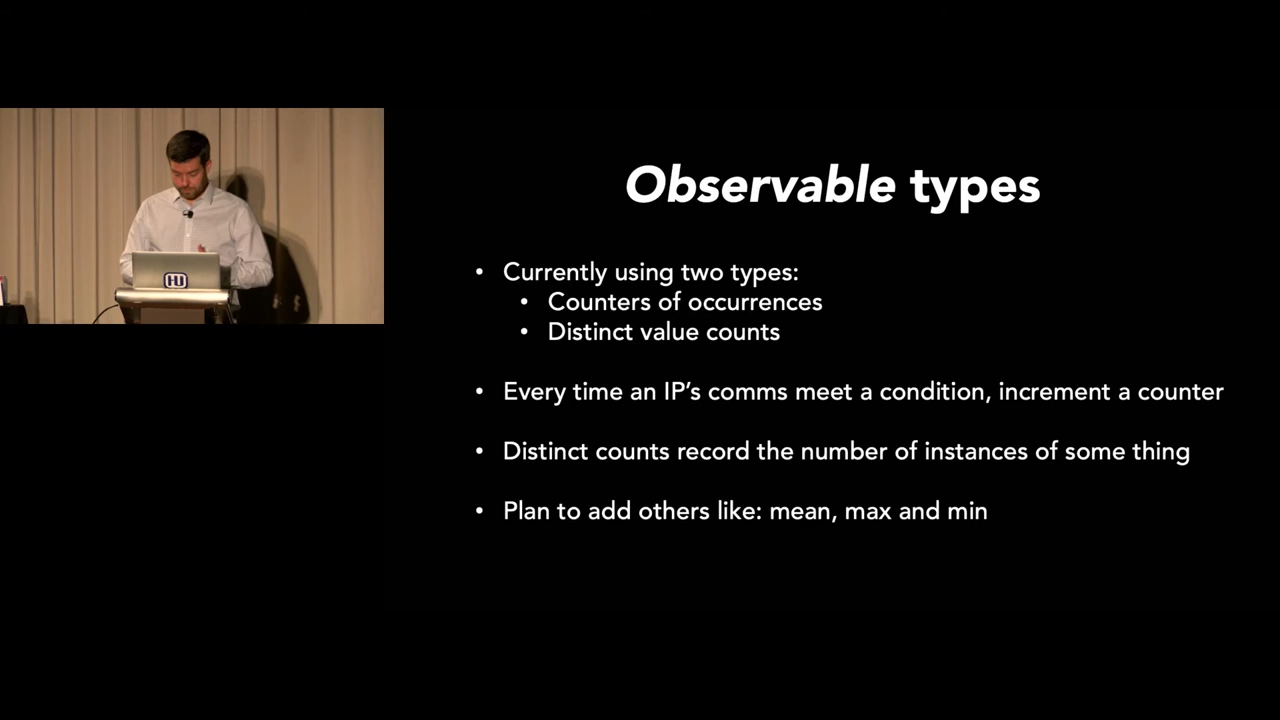 Observable types
• Currently using two types:
• Counters of occurrences
• Distinct value counts
• Every time an IP’s comms meet a condition, increment a counter
• Distinct counts record the number of instances of some thing
• Plan to add others like: mean, max and min